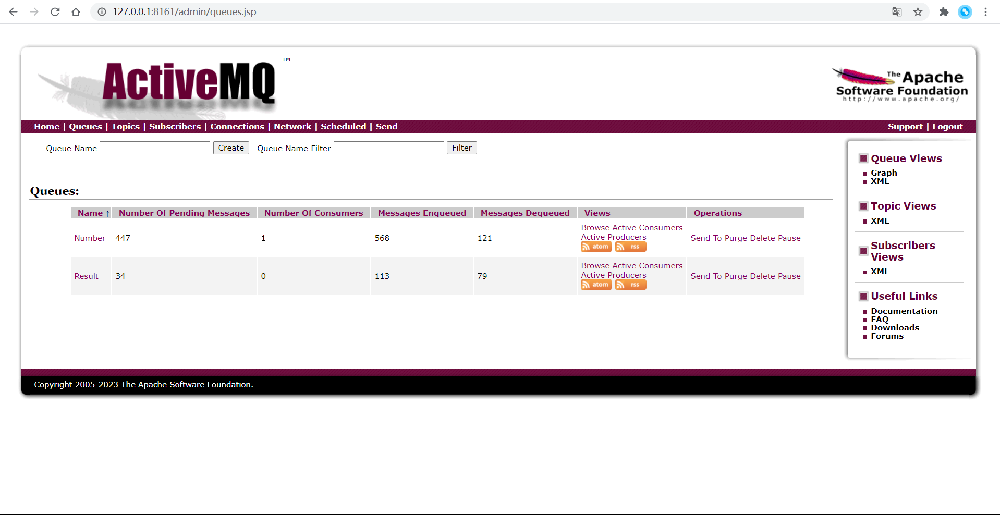 127.0.0.1:8161/admin/queues.jsp
ActiveMQ ™
The Apache
Software Foundation
http://www.apache.org/
Home | Queues | Topics | Subscribers | Connections | Network | Scheduled | Send
Support | Logout
Queue Name Create Queue Name Filter Filter
Queues:
Name ↑ Number Of Pending Messages Number Of Consumers Messages Enqueued Messages Dequeued Views Operations
Number 447 1 568 121 Browse Active Consumers
Active Producers
atom rss
Send To Purge Delete Pause
Result 34 0 113 79 Browse Active Consumers
Active Producers
atom rss
Send To Purge Delete Pause
Queue Views
Graph
XML
Topic Views
XML
Subscribers
Views
XML
Useful Links
Documentation
FAQ
Downloads
Forums
Copyright 2005-2023 The Apache Software Foundation.